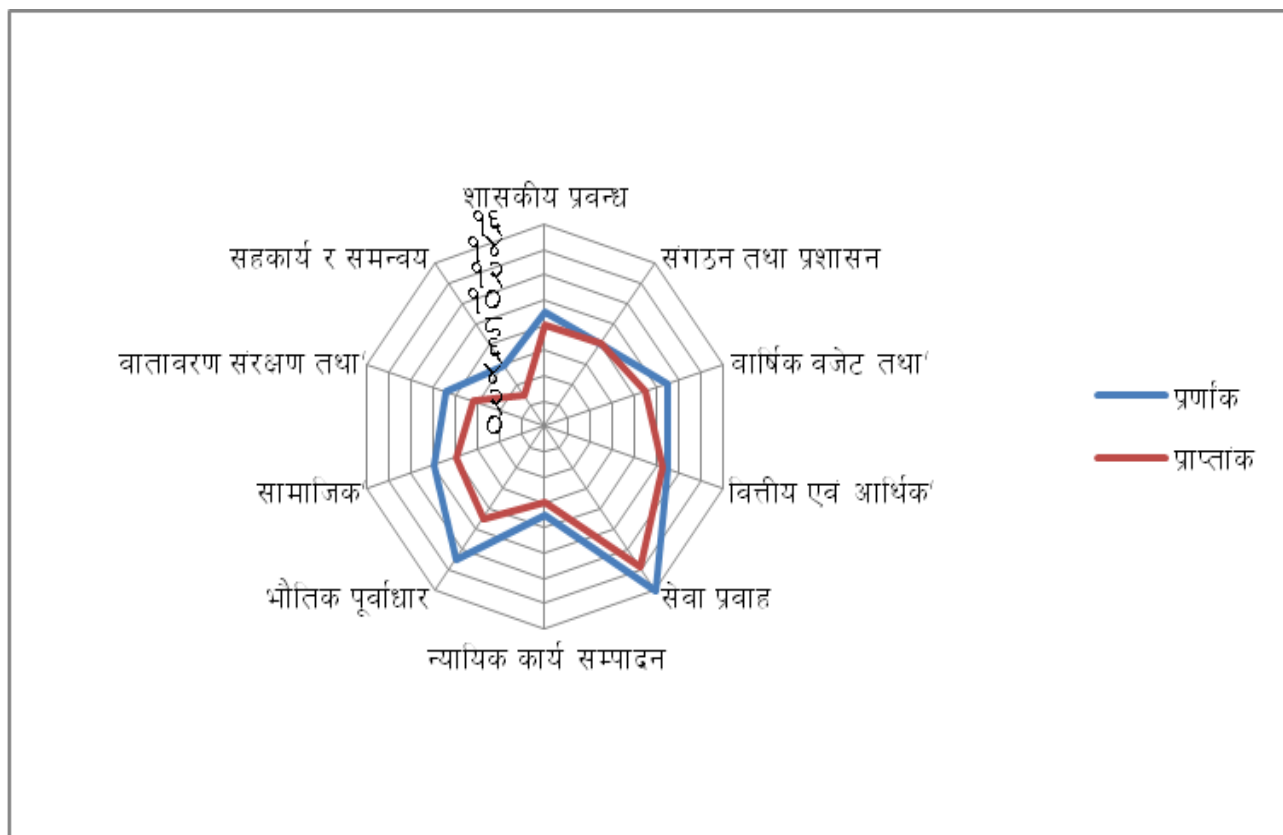 शासकीय प्रवन्ध
संगठन तथा प्रशासन
वार्षिक वजेट तथा'
वित्तीय एवं आर्थिक'
सेवा प्रवाह
न्यायिक कार्य सम्पादन
भौतिक पूर्वाधार
सामाजिक'
वातावरण संरक्षण तथा'
सहकार्य र समन्वय
१६
१४
१२
१०
८
६
४
२
०
प्रर्णांक
प्राप्तांक